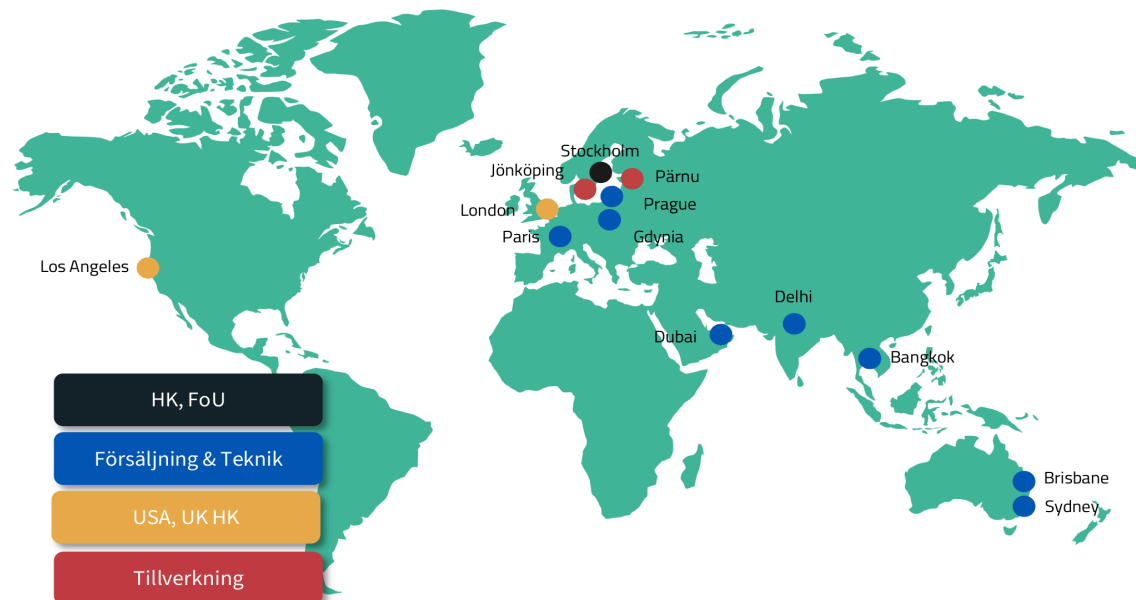 Stockholm
Jönköping
Pärnu
London
Prague
Paris
Gdynia
Los Angeles
Delhi
Dubai
Bangkok
HK, FoU
Försäljning & Teknik
Brisbane
Sydney
USA, UK HK
Tillverkning